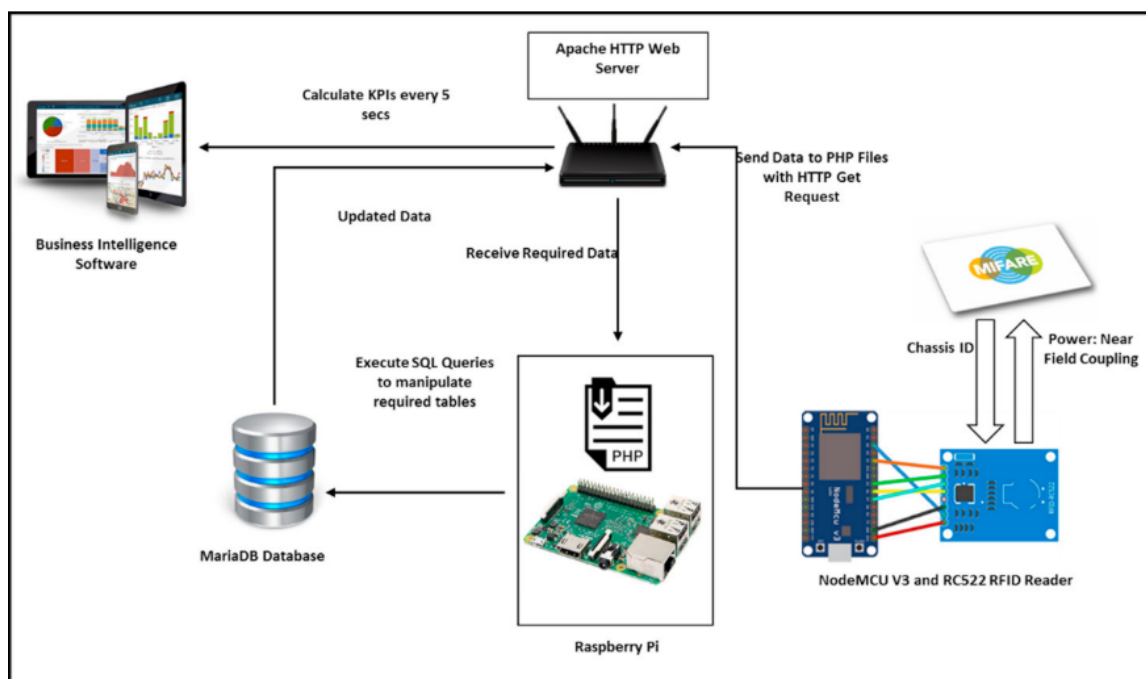 Apache HTTP Web
Server
Calculate KPIs every 5
secs
Send Data to PHP Files
with HTTP Get
Request
Updated Data
Business Intelligence
Software
Receive Required Data
MIFARE
Chassis ID
Power: Near
Field Coupling
Execute SQL Queries
to manipulate
required tables
PHP
NodeMcu v3
MariaDB Database
NodeMCU V3 and RC522 RFID Reader
Raspberry Pi